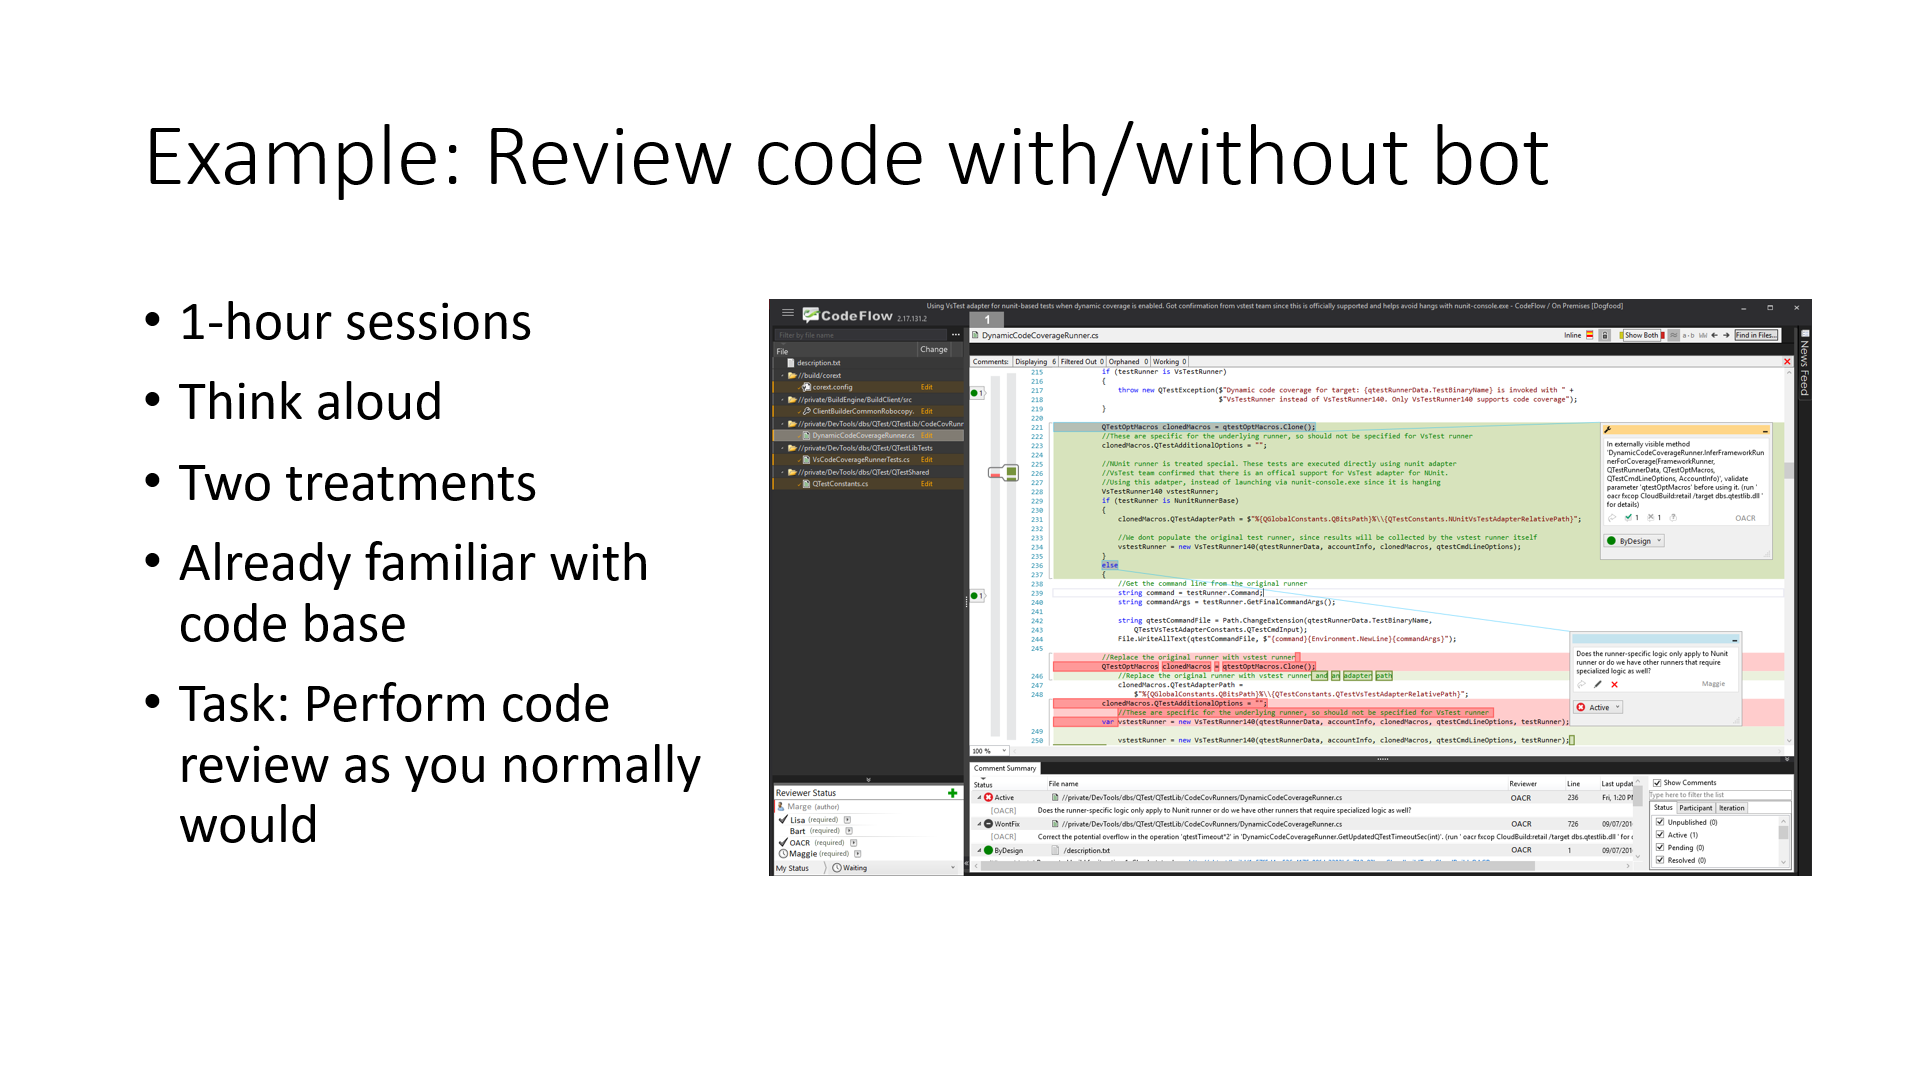 Example: Review code with/without bot
• 1-hour sessions
• Think aloud
• Two treatments
• Already familiar with
code base
• Task: Perform code
review as you normally
would
Using VsTest adapter for nunit-based tests when dynamic coverage is enabled. Got confirmation from vstest team since this is officially supported and helps avoid hangs with nunit-console.exe - CodeFlow / On Premises [Dogfood]
CodeFlow 2.17.131.2
Filter by file name
File Change
description.txt
//build/corext
corext.config Edit
//private/BuildEngine/BuildClient/src
ClientBuilderCommonRobocopy. Edit
//private/DevTools/dbs/QTest/QTestLib/CodeCovRunn
DynamicCodeCoverageRunner.cs Edit
//private/DevTools/dbs/QTest/QTestLibTests
VsCodeCoverageRunnerTests.cs Edit
//private/DevTools/dbs/QTest/QTestShared
QTestConstants.cs Edit
Reviewer Status
Marge (author)
Lisa (required)
Bart (required)
OACR (required)
Maggie (required)
My Status Waiting
1
DynamicCodeCoverageRunner.cs
Inline Show Both Find in Files...
News Feed
Comments: Displaying 6 Filtered Out 0 Orphaned 0 Working 0
215 if (testRunner is VsTestRunner)
216 {
217 throw new QTestException($"Dynamic code coverage for target: {qtestRunnerData.TestBinaryName} is invoked with " +
218 $"VsTestRunner instead of VsTestRunner140. Only VsTestRunner140 supports code coverage");
219 }
220
221 QTestOptMacros clonedMacros = qtestOptMacros.Clone();
222 //These are specific for the underlying runner, so should not be specified for VsTest runner
223 clonedMacros.QTestAdditionalOptions = "";
224
225 //NUnit runner is treated special. These tests are executed directly using nunit adapter
226 //VsTest team confirmed that there is an offical support for VsTest adapter for NUnit.
227 //Using this adatper, instead of launching via nunit-console.exe since it is hanging
228 VsTestRunner140 vstestRunner;
229 if (testRunner is NunitRunnerBase)
230 {
231 clonedMacros.QTestAdapterPath = $"%{QGlobalConstants.QBitsPath}%\\{QTestConstants.NUnitVsTestAdapterRelativePath}";
232
233 //We dont populate the original test runner, since results will be collected by the vstest runner itself
234 vstestRunner = new VsTestRunner140(qtestRunnerData, accountInfo, clonedMacros, qtestCmdLineOptions);
235 }
236 else
237 {
238 //Get the command line from the original runner
239 string command = testRunner.Command;
240 string commandArgs = testRunner.GetFinalCommandArgs();
241
242 string qtestCommandFile = Path.ChangeExtension(qtestRunnerData.TestBinaryName,
243 QTestVsTestAdapterConstants.QTestCmdInput);
244 File.WriteAllText(qtestCommandFile, $"{command}{Environment.NewLine}{commandArgs}");
245
//Replace the original runner with vstest runner
QTestOptMacros clonedMacros = qtestOptMacros.Clone();
246 //Replace the original runner with vstest runner and an adapter path
247 clonedMacros.QTestAdapterPath =
248 $"%{QGlobalConstants.QBitsPath}%\\{QTestConstants.QTestVsTestAdapterRelativePath}";
clonedMacros.QTestAdditionalOptions = "";
//These are specific for the underlying runner, so should not be specified for VsTest runner
var vstestRunner = new VsTestRunner140(qtestRunnerData, accountInfo, clonedMacros, qtestCmdLineOptions, testRunner);
249
250 vstestRunner = new VsTestRunner140(qtestRunnerData, accountInfo, clonedMacros, qtestCmdLineOptions, testRunner);
100 %
In externally visible method
'DynamicCodeCoverageRunner.InferFrameworkRun
nerForCoverage(FrameworkRunner,
QTestRunnerData, QTestOptMacros,
QTestCmdLineOptions, AccountInfo)', validate
parameter 'qtestOptMacros' before using it. (run '
oacr fxcop CloudBuild:retail /target dbs.qtestlib.dll '
for details)
1 1 OACR
ByDesign
Does the runner-specific logic only apply to Nunit
runner or do we have other runners that require
specialized logic as well?
Maggie
Active
Comment Summary
Status File name Reviewer Line Last updat
Active //private/DevTools/dbs/QTest/QTestLib/CodeCovRunners/DynamicCodeCoverageRunner.cs OACR 236 Fri, 1:20 PM
[OACR] Does the runner-specific logic only apply to Nunit runner or do we have other runners that require specialized logic as well?
WontFix //private/DevTools/dbs/QTest/QTestLib/CodeCovRunners/DynamicCodeCoverageRunner.cs OACR 726 09/07/201
[OACR] Correct the potential overflow in the operation 'qtestTimeout*2' in 'DynamicCodeCoverageRunner.GetUpdatedQTestTimeoutSec(int)'. (run ' oacr fxcop CloudBuild:retail /target dbs.qtestlib.dll ' for
ByDesign /description.txt OACR 1 09/07/201
Show Comments
Type here to filter the list
Status Participant Iteration
Unpublished (0)
Active (1)
Pending (0)
Resolved (0)